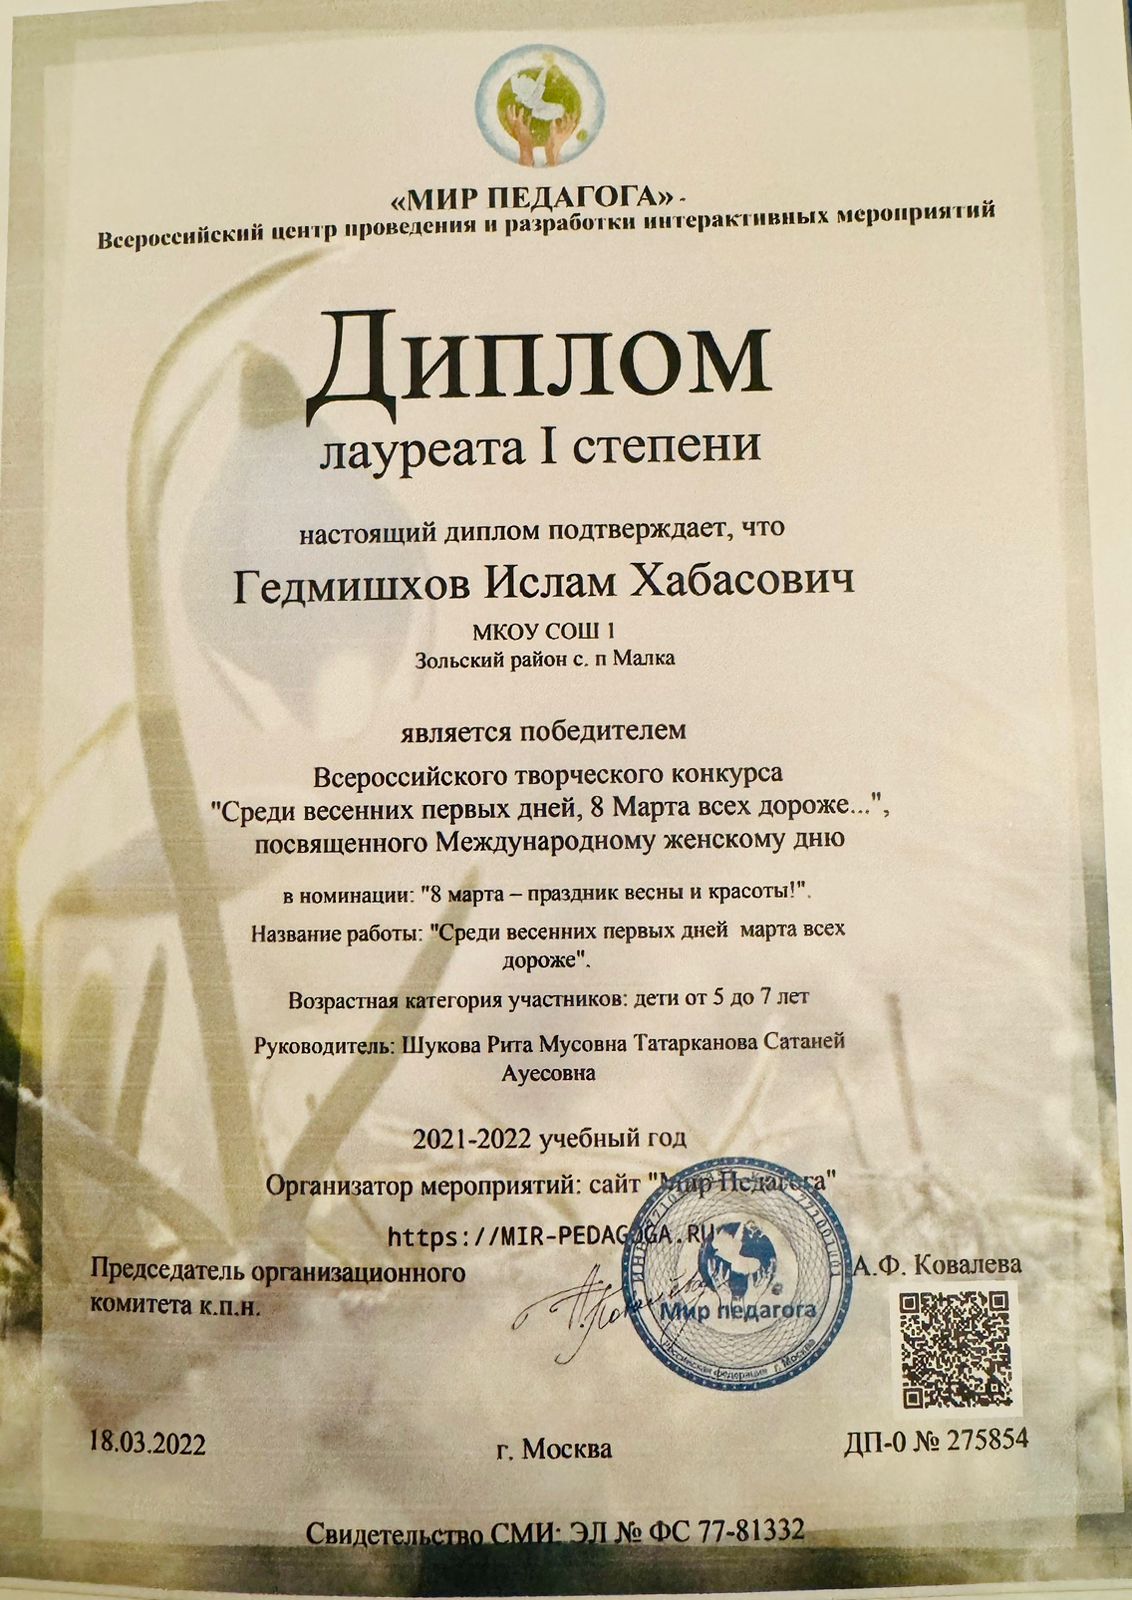 «МИР ПЕДАГОГА» -
Всероссийский центр проведения и разработки интерактивных мероприятий
Диплом
лауреата I степени
настоящий диплом подтверждает, что
Гедмишхов Ислам Хабасович
МКОУ СОШ 1
Зольский район с. п Малка
является победителем
Всероссийского творческого конкурса
"Среди весенних первых дней, 8 Марта всех дороже...",
посвященного Международному женскому дню
в номинации: "8 марта – праздник весны и красоты!".
Название работы: "Среди весенних первых дней  марта всех
дороже".
Возрастная категория участников: дети от 5 до 7 лет
Руководитель: Шукова Рита Мусовна Татарканова Сатаней
Ауесовна
2021-2022 учебный год
Организатор мероприятий: сайт "Мир Педагога"
https://MIR-PEDAGOGA.RU
Председатель организационного
комитета к.п.н.
А.Ф. Ковалева
Мир педагога
Российская федерация г. Москва
18.03.2022
г. Москва
ДП-0 № 275854
Свидетельство СМИ: ЭЛ № ФС 77-81332